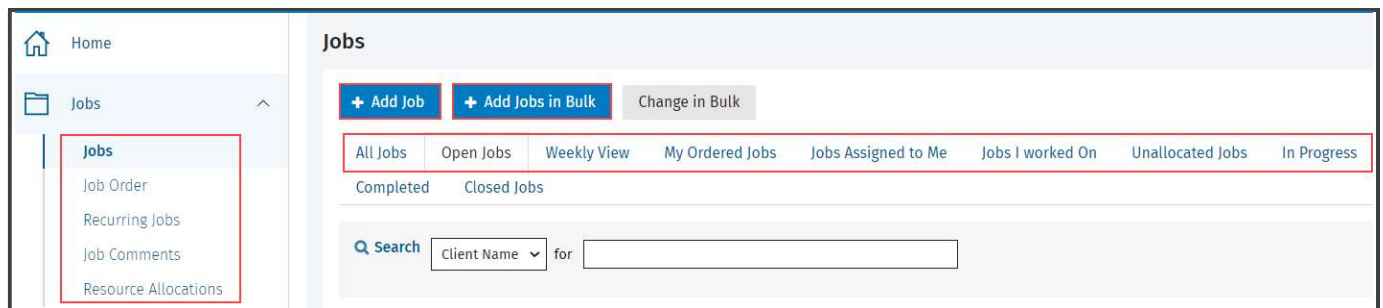 Home
Jobs
Jobs
Job Order
Recurring Jobs
Job Comments
Resource Allocations
Jobs
+ Add Job + Add Jobs in Bulk Change in Bulk
All Jobs Open Jobs Weekly View My Ordered Jobs Jobs Assigned to Me Jobs I worked On Unallocated Jobs In Progress
Completed Closed Jobs
Search Client Name for